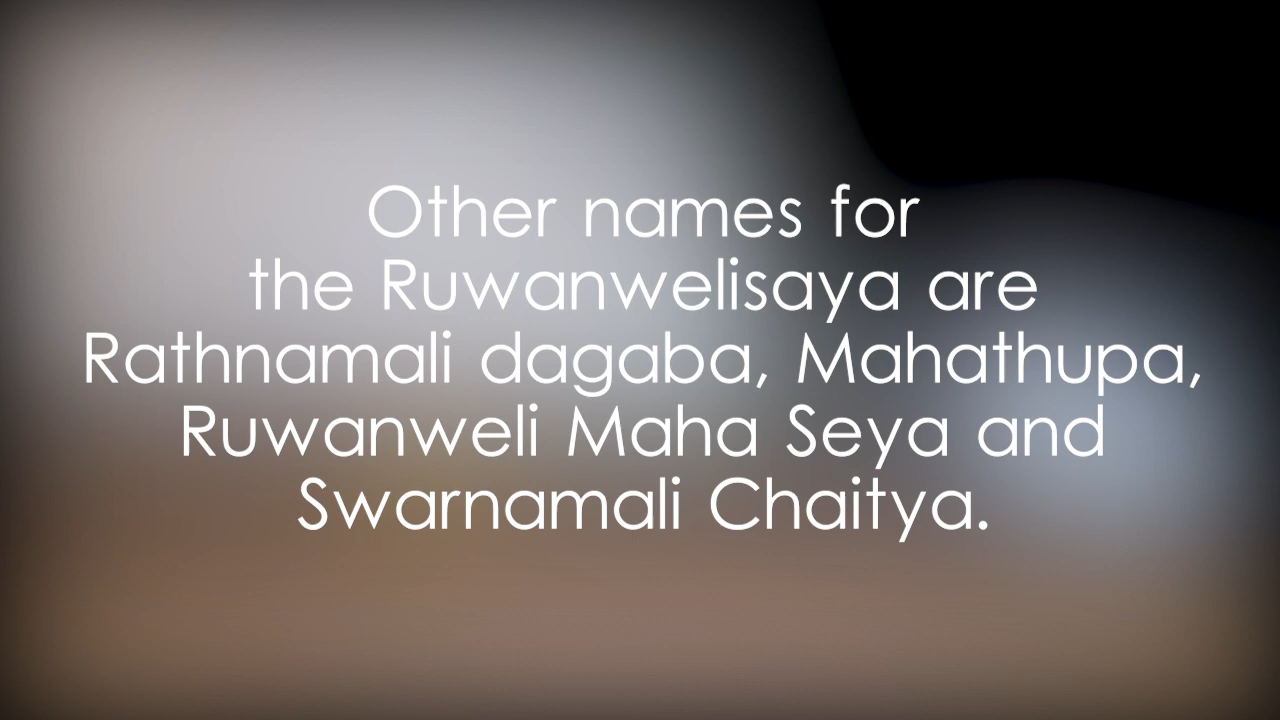 Other names for
the Ruwanwelisaya are
Rathnamali dagaba, Mahathupa,
Ruwanweli Maha Seya and
Swarnamali Chaitya.